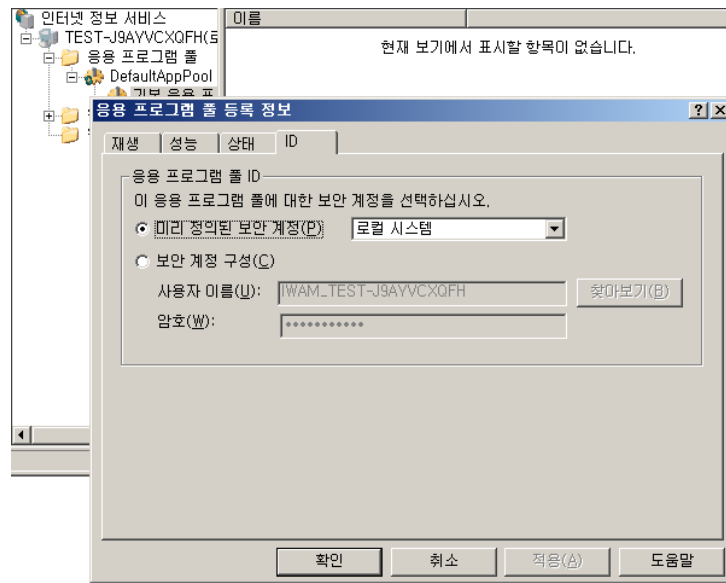 인터넷 정보 서비스
이름
TEST-J9AYVCXQFH(로
현재 보기에서 표시할 항목이 없습니다.
응용 프로그램 풀
DefaultAppPool
기본 응용 프
응용 프로그램 풀 등록 정보
재생
성능
상태
ID
응용 프로그램 풀 ID
이 응용 프로그램 풀에 대한 보안 계정을 선택하십시오.
미리 정의된 보안 계정(P)
로컬 시스템
보안 계정 구성(C)
사용자 이름(U):
IWAM_TEST-J9AYVCXQFH
찾아보기(B)
암호(W):
•••••••••••
확인
취소
적용(A)
도움말